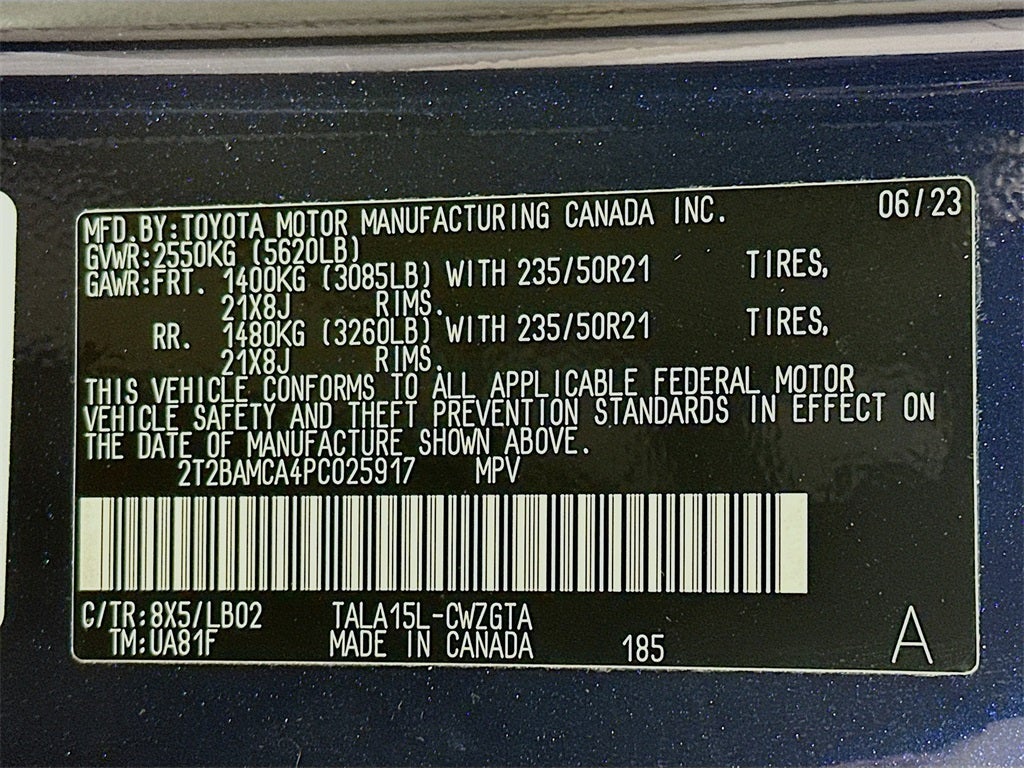 MFD.BY:TOYOTA MOTOR MANUFACTURING CANADA INC. 06/23
GVWR:2550KG (5620LB)
GAWR:FRT. 1400KG (3085LB) WITH 235/50R21 TIRES,
21X8J RIMS.
RR. 1480KG (3260LB) WITH 235/50R21 TIRES,
21X8J RIMS.
THIS VEHICLE CONFORMS TO ALL APPLICABLE FEDERAL MOTOR
VEHICLE SAFETY AND THEFT PREVENTION STANDARDS IN EFFECT ON
THE DATE OF MANUFACTURE SHOWN ABOVE.
2T2BAMCA4PC025917 MPV
C/TR:8X5/LB02 TALA15L-CWZGTA
TM:UA81F MADE IN CANADA 185 A